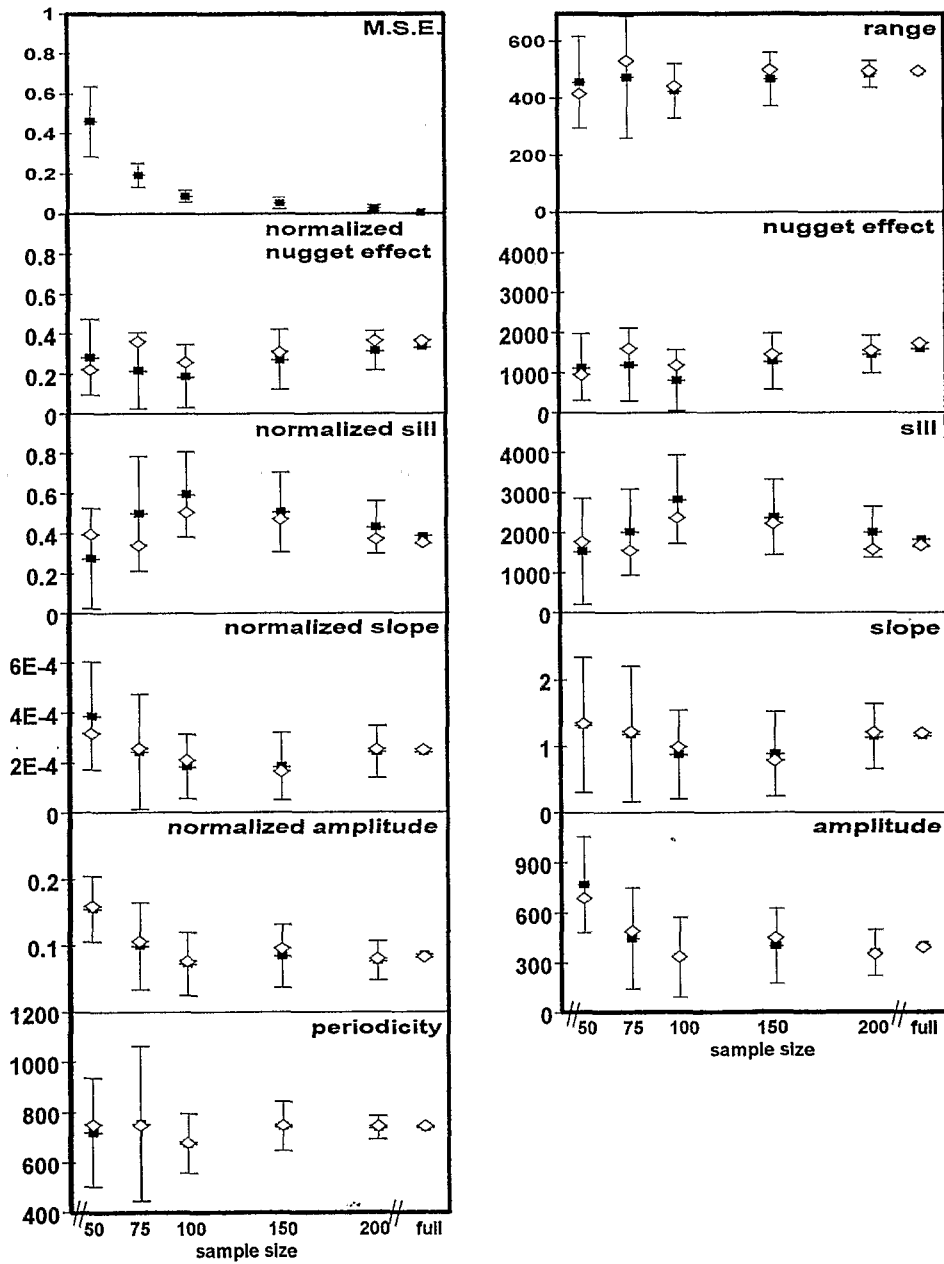 M.S.E.
1
0.8
0.6
0.4
0.2
0
normalized
nugget effect
0.8
0.6
0.4
0.2
0
normalized sill
0.8
0.6
0.4
0.2
0
normalized slope
6E-4
4E-4
2E-4
0
normalized amplitude
0.2
0.1
periodicity
1200
1000
800
600
400
50 75 100 150 200 full
sample size
range
600
400
200
0
nugget effect
4000
3000
2000
1000
0
sill
4000
3000
2000
1000
0
slope
2
1
0
amplitude
900
600
300
0
50 75 100 150 200 full
sample size